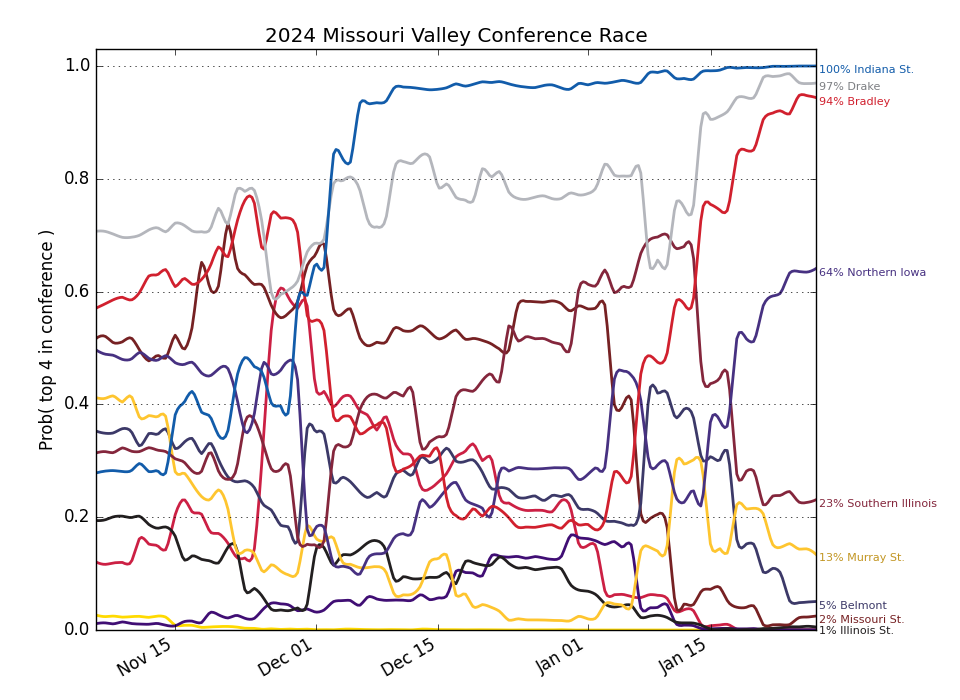 2024 Missouri Valley Conference Race
Prob( top 4 in conference )
1.0
0.8
0.6
0.4
0.2
0.0
Nov 15
Dec 01
Dec 15
Jan 01
Jan 15
100% Indiana St.
97% Drake
94% Bradley
64% Northern Iowa
23% Southern Illinois
13% Murray St.
5% Belmont
2% Missouri St.
1% Illinois St.